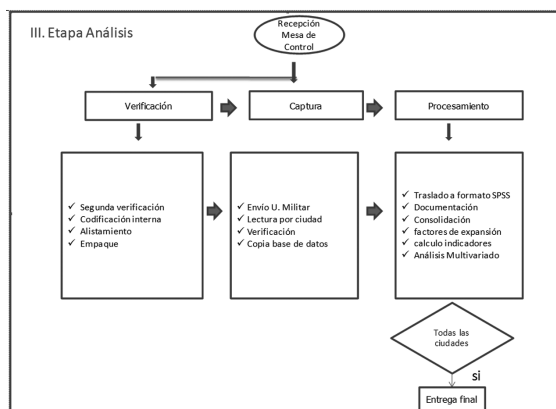 III. Etapa Análisis
Recepción
Mesa de
Control
Verificación
Captura
Procesamiento
✓ Segunda verificación
✓ Codificación interna
✓ Alistamiento
✓ Empaque
✓ Envío U. Militar
✓ Lectura por ciudad
✓ Verificación
✓ Copia base de datos
✓ Traslado a formato SPSS
✓ Documentación
✓ Consolidación
✓ factores de expansión
✓ calculo indicadores
✓ Análisis Multivariado
Todas las
ciudades
si
Entrega final